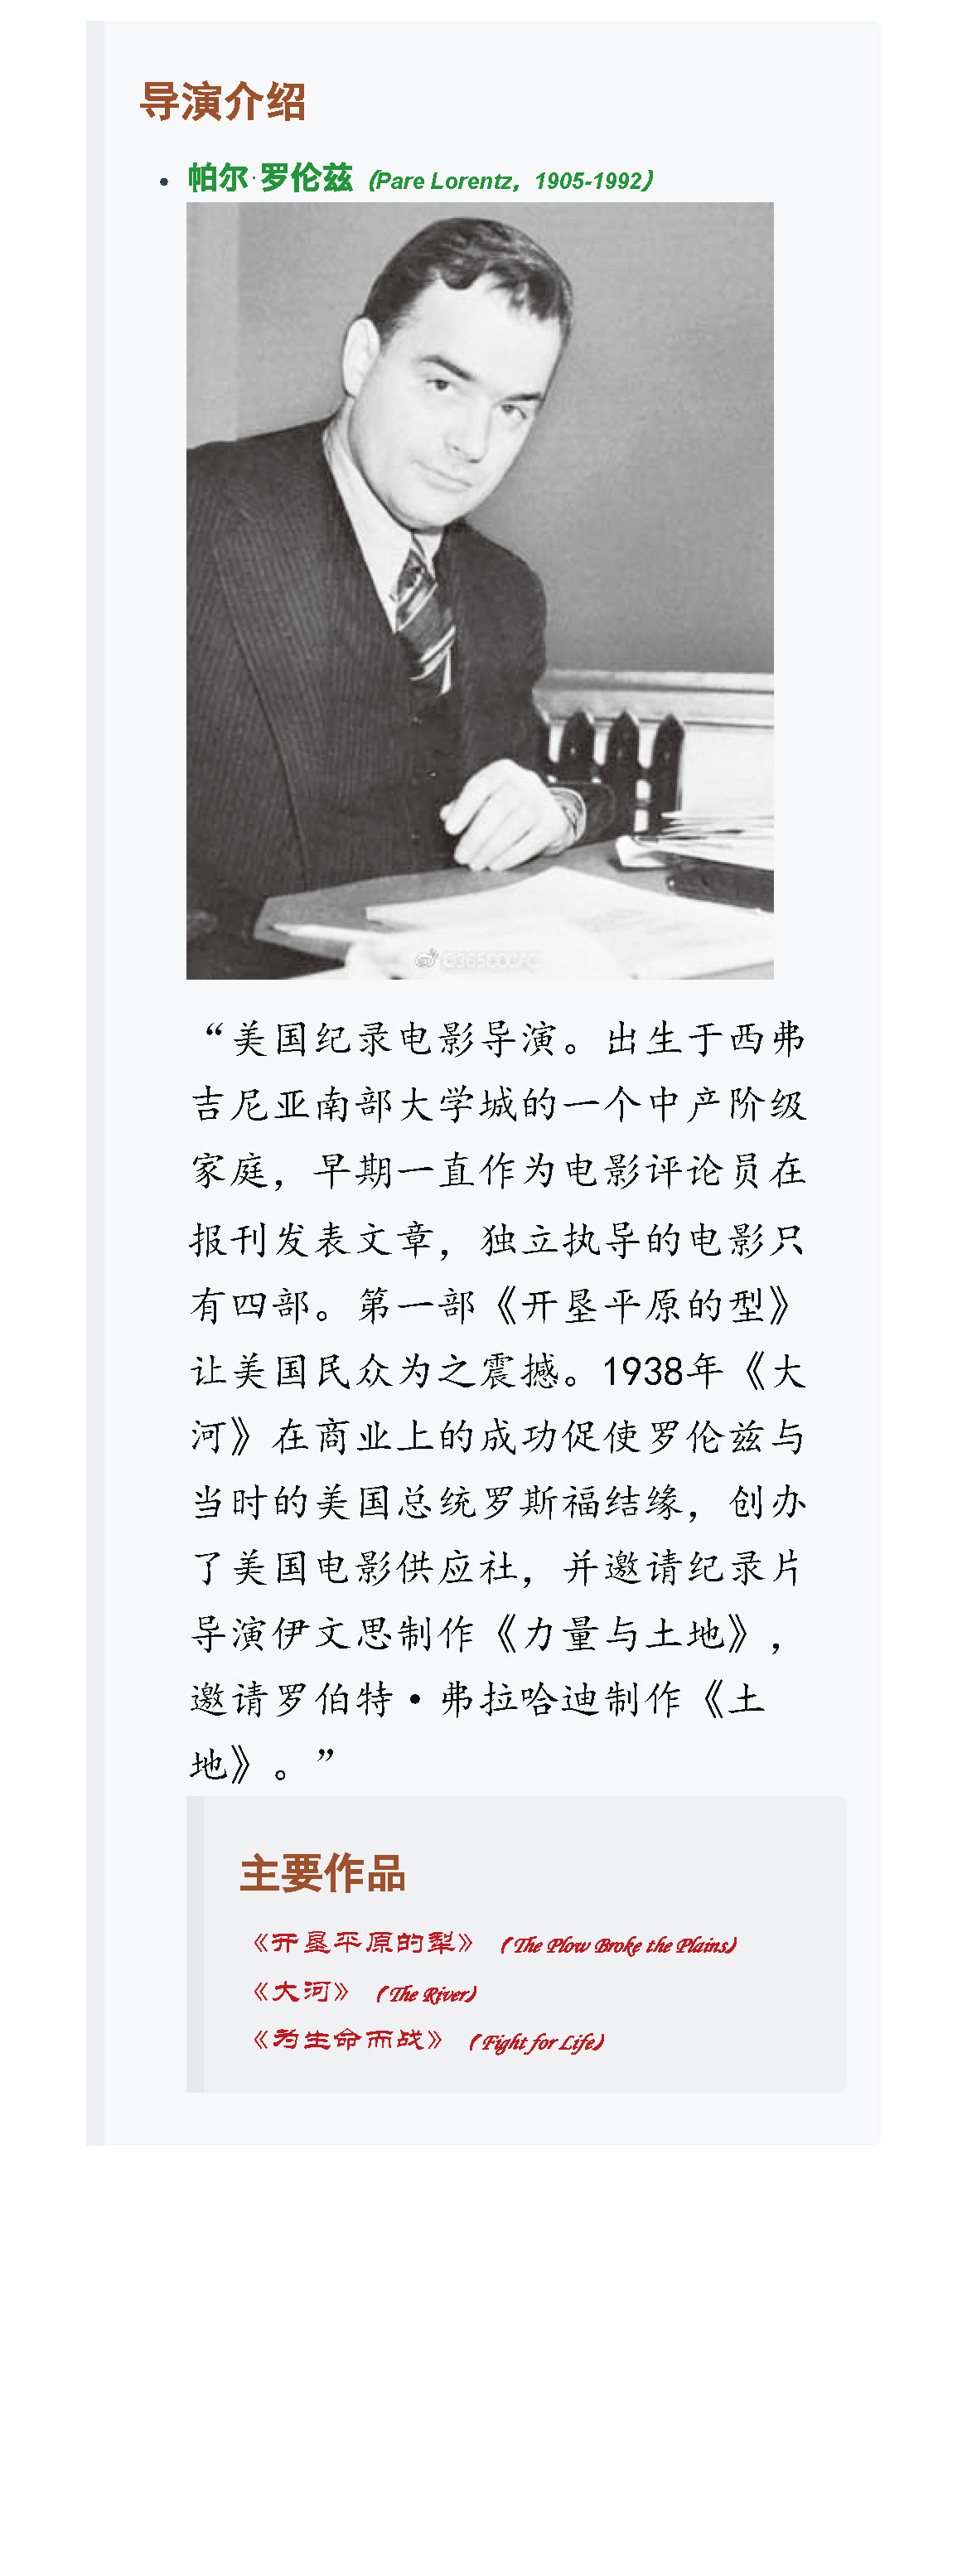 导演介绍
帕尔·罗伦兹（Pare Lorentz，1905-1992）
@365COCAC
“美国纪录电影导演。出生于西弗
吉尼亚南部大学城的一个中产阶级
家庭，早期一直作为电影评论员在
报刊发表文章，独立执导的电影只
有四部。第一部《开垦平原的型》
让美国民众为之震撼。1938年《大
河》在商业上的成功促使罗伦兹与
当时的美国总统罗斯福结缘，创办
了美国电影供应社，并邀请纪录片
导演伊文思制作《力量与土地》，
邀请罗伯特·弗拉哈迪制作《土
地》。”
主要作品
《开垦平原的犁》（The Plow Broke the Plains）
《大河》（The River）
《为生命而战》（Fight for Life）